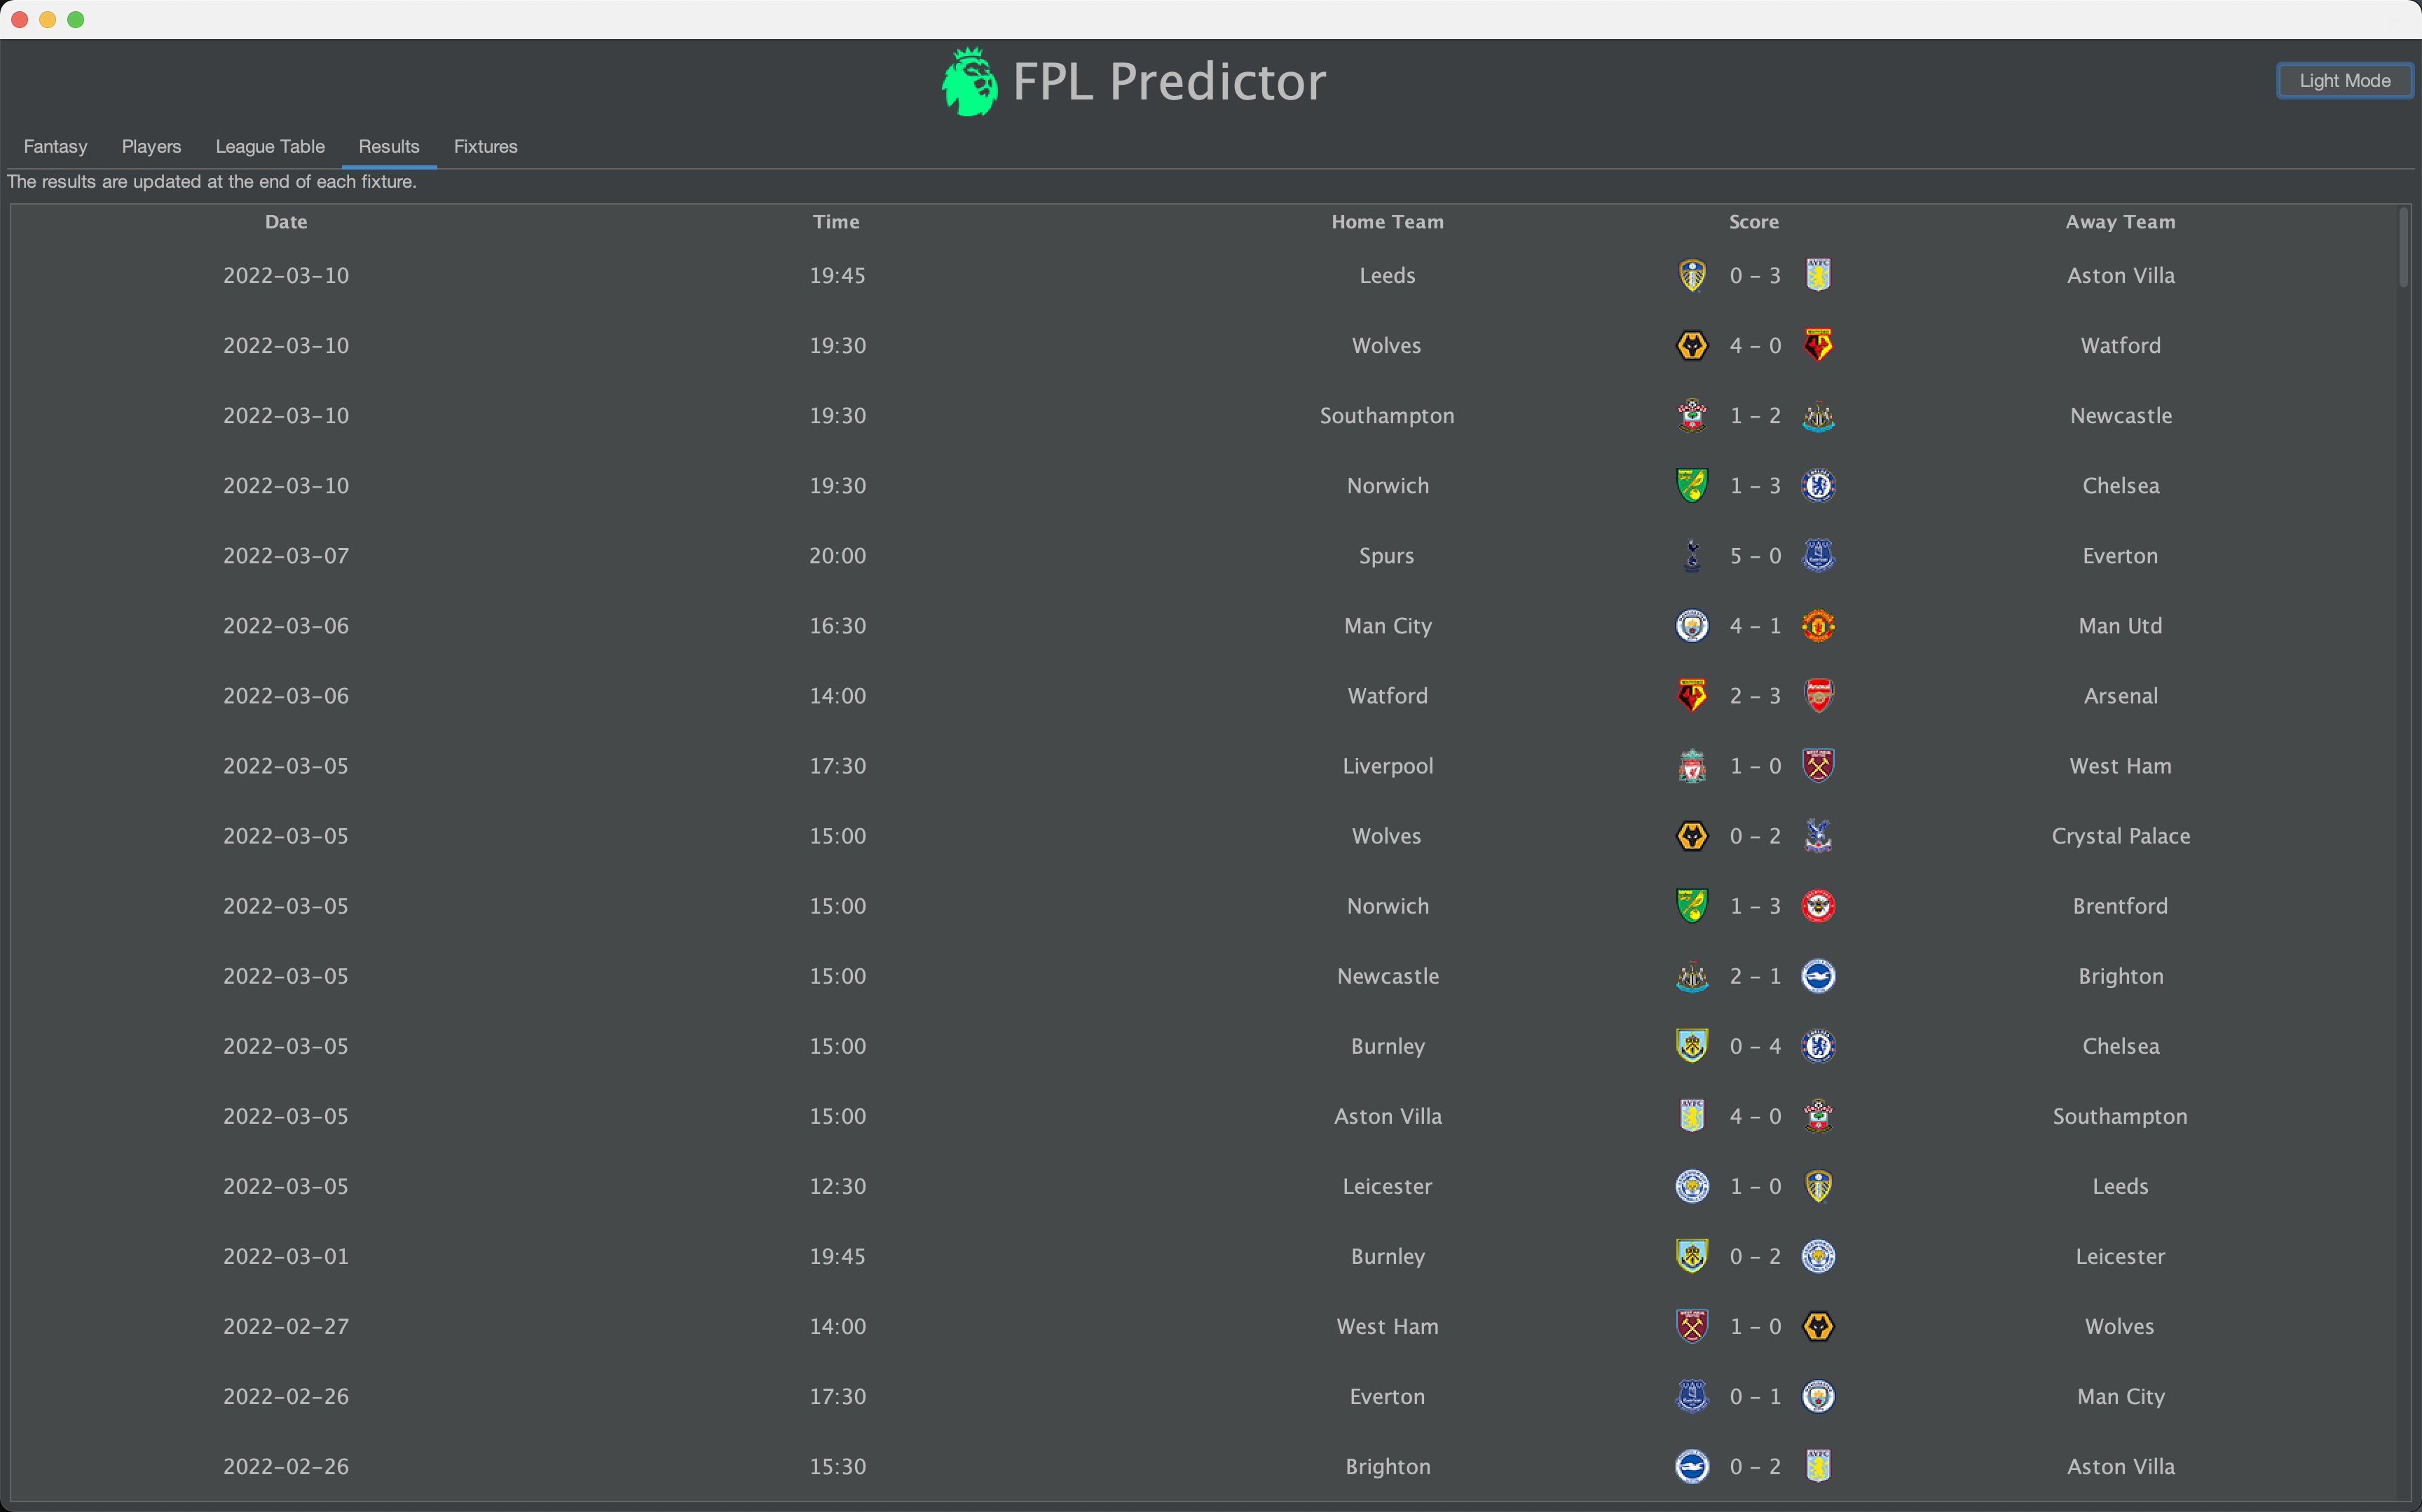 FPL Predictor
Light Mode
Fantasy Players League Table Results Fixtures
The results are updated at the end of each fixture.
Date Time Home Team Score Away Team
2022-03-10 19:45 Leeds 0 - 3 Aston Villa
2022-03-10 19:30 Wolves 4 - 0 Watford
2022-03-10 19:30 Southampton 1 - 2 Newcastle
2022-03-10 19:30 Norwich 1 - 3 Chelsea
2022-03-07 20:00 Spurs 5 - 0 Everton
2022-03-06 16:30 Man City 4 - 1 Man Utd
2022-03-06 14:00 Watford 2 - 3 Arsenal
2022-03-05 17:30 Liverpool 1 - 0 West Ham
2022-03-05 15:00 Wolves 0 - 2 Crystal Palace
2022-03-05 15:00 Norwich 1 - 3 Brentford
2022-03-05 15:00 Newcastle 2 - 1 Brighton
2022-03-05 15:00 Burnley 0 - 4 Chelsea
2022-03-05 15:00 Aston Villa 4 - 0 Southampton
2022-03-05 12:30 Leicester 1 - 0 Leeds
2022-03-01 19:45 Burnley 0 - 2 Leicester
2022-02-27 14:00 West Ham 1 - 0 Wolves
2022-02-26 17:30 Everton 0 - 1 Man City
2022-02-26 15:30 Brighton 0 - 2 Aston Villa